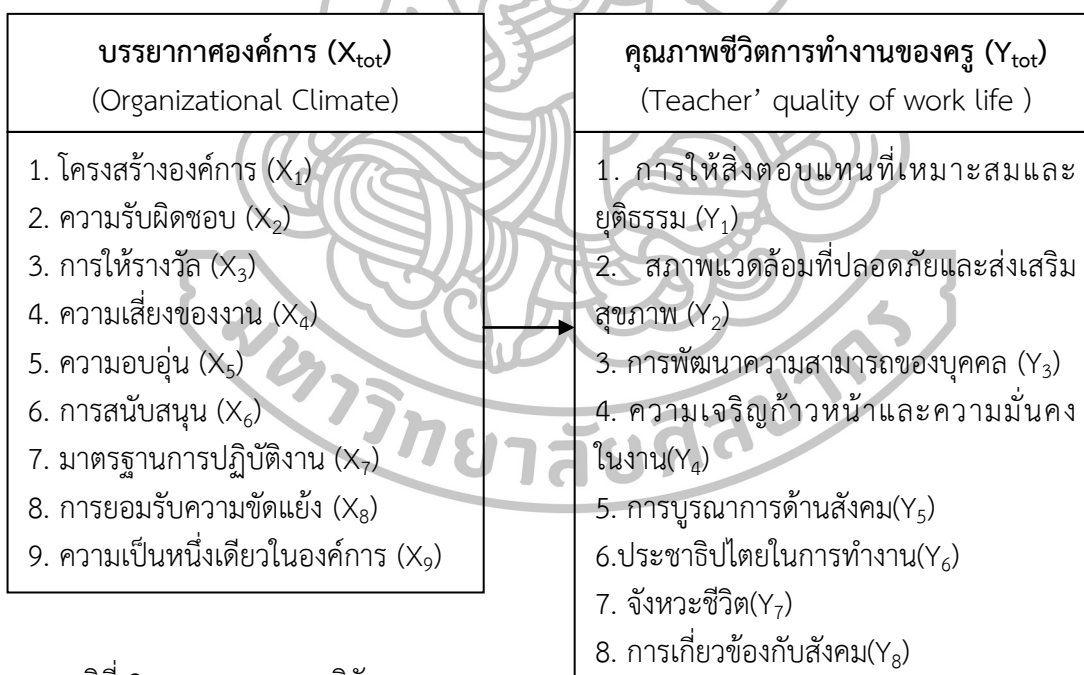 บรรยากาศองค์การ (Xtot)
(Organizational Climate)
1. โครงสร้างองค์การ (X1)
2. ความรับผิดชอบ (X2)
3. การให้รางวัล (X3)
4. ความเสี่ยงของงาน (X4)
5. ความอบอุ่น (X5)
6. การสนับสนุน (X6)
7. มาตรฐานการปฏิบัติงาน (X7)
8. การยอมรับความขัดแย้ง (X8)
9. ความเป็นหนึ่งเดียวในองค์การ (X9)
คุณภาพชีวิตการทำงานของครู (Ytot)
(Teacher’ quality of work life )
1. การให้สิ่งตอบแทนที่เหมาะสมและ
ยุติธรรม (Y1)
2. สภาพแวดล้อมที่ปลอดภัยและส่งเสริม
สุขภาพ (Y2)
3. การพัฒนาความสามารถของบุคคล (Y3)
4. ความเจริญก้าวหน้าและความมั่นคง
ในงาน(Y4)
5. การบูรณาการด้านสังคม(Y5)
6.ประชาธิปไตยในการทำงาน(Y6)
7. จังหวะชีวิต(Y7)
8. การเกี่ยวข้องกับสังคม(Y8)
มหาวิทยาลัยศิลปากร